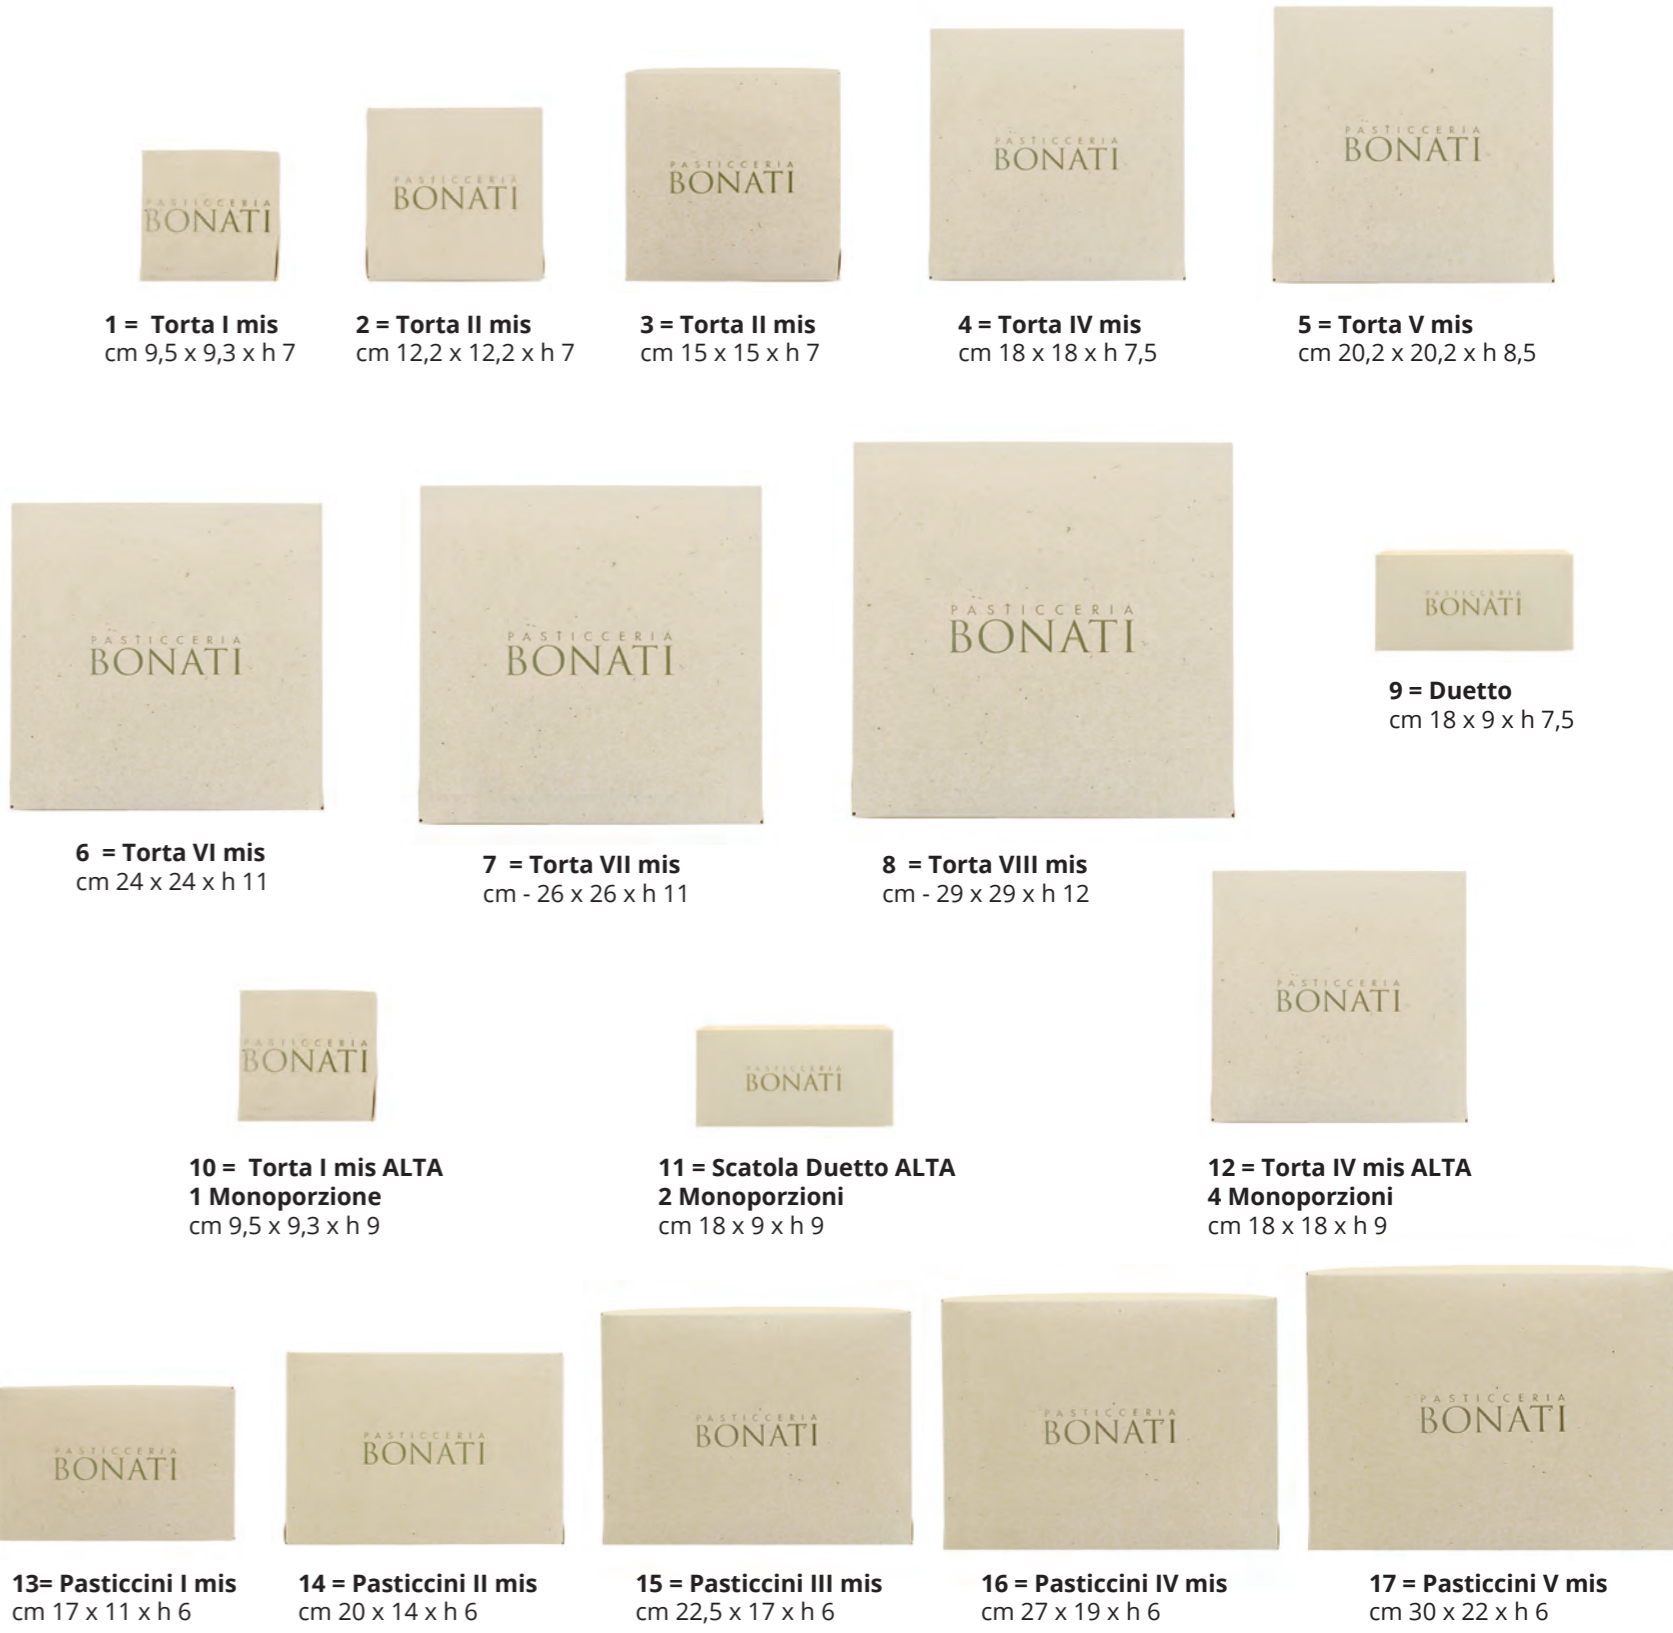 PASTICCERIA
BONATI
PASTICCERIA
BONATI
PASTICCERIA
BONATI
PASTICCERIA
BONATI
PASTICCERIA
BONATI
1 = Torta I mis
cm 9,5 x 9,3 x h 7
2 = Torta II mis
cm 12,2 x 12,2 x h 7
3 = Torta II mis
cm 15 x 15 x h 7
4 = Torta IV mis
cm 18 x 18 x h 7,5
5 = Torta V mis
cm 20,2 x 20,2 x h 8,5
PASTICCERIA
BONATI
PASTICCERIA
BONATI
PASTICCERIA
BONATI
PASTICCERIA
BONATI
6 = Torta VI mis
cm 24 x 24 x h 11
7 = Torta VII mis
cm - 26 x 26 x h 11
8 = Torta VIII mis
cm - 29 x 29 x h 12
9 = Duetto
cm 18 x 9 x h 7,5
PASTICCERIA
BONATI
PASTICCERIA
BONATI
PASTICCERIA
BONATI
10 = Torta I mis ALTA
1 Monoporzione
cm 9,5 x 9,3 x h 9
11 = Scatola Duetto ALTA
2 Monoporzioni
cm 18 x 9 x h 9
12 = Torta IV mis ALTA
4 Monoporzioni
cm 18 x 18 x h 9
PASTICCERIA
BONATI
PASTICCERIA
BONATI
PASTICCERIA
BONATI
PASTICCERIA
BONATI
PASTICCERIA
BONATI
13= Pasticcini I mis
cm 17 x 11 x h 6
14 = Pasticcini II mis
cm 20 x 14 x h 6
15 = Pasticcini III mis
cm 22,5 x 17 x h 6
16 = Pasticcini IV mis
cm 27 x 19 x h 6
17 = Pasticcini V mis
cm 30 x 22 x h 6